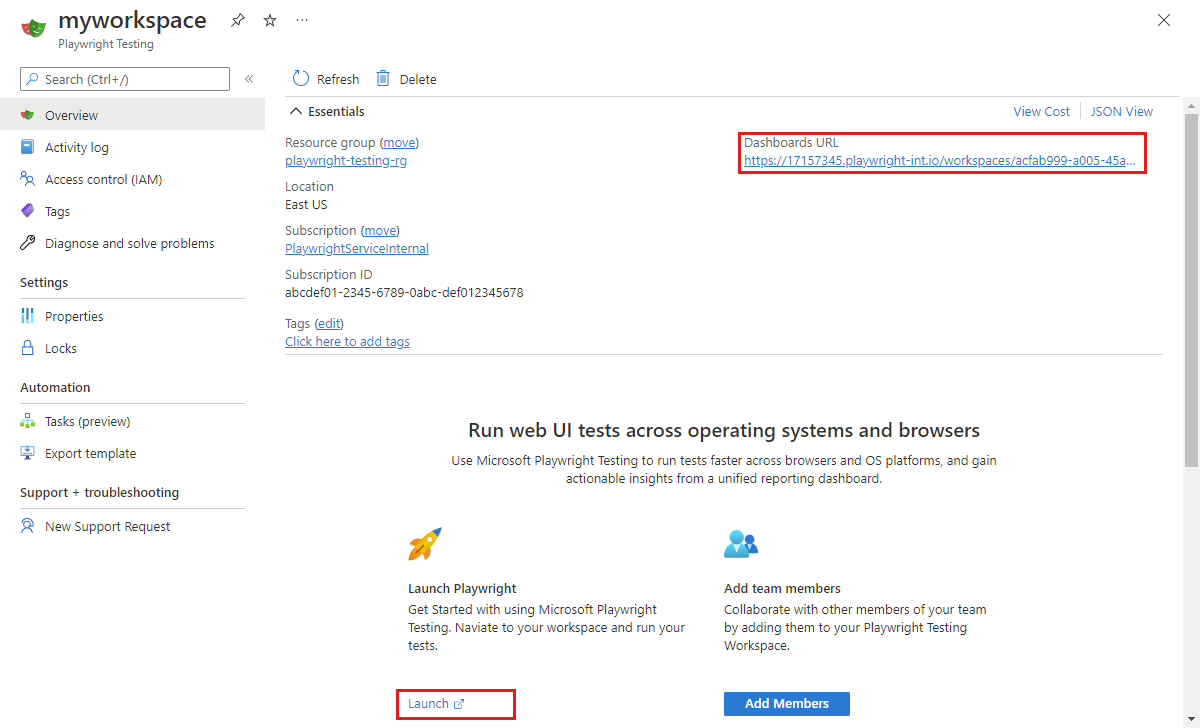 myworkspace
Playwright Testing
Search (Ctrl+/)
Refresh
Delete
Overview
Activity log
Access control (IAM)
Tags
Diagnose and solve problems
Settings
Properties
Locks
Automation
Tasks (preview)
Export template
Support + troubleshooting
New Support Request
Essentials
View Cost
JSON View
Resource group (move)
playwright-testing-rg
Location
East US
Subscription (move)
PlaywrightServiceInternal
Subscription ID
abcdef01-2345-6789-0abc-def012345678
Tags (edit)
Click here to add tags
Dashboards URL
https://17157345.playwright-int.io/workspaces/acfab999-a005-45a...
Run web UI tests across operating systems and browsers
Use Microsoft Playwright Testing to run tests faster across browsers and OS platforms, and gain
actionable insights from a unified reporting dashboard.
Launch Playwright
Get Started with using Microsoft Playwright
Testing. Naviate to your workspace and run your
tests.
Launch
Add team members
Collaborate with other members of your team
by adding them to your Playwright Testing
Workspace.
Add Members